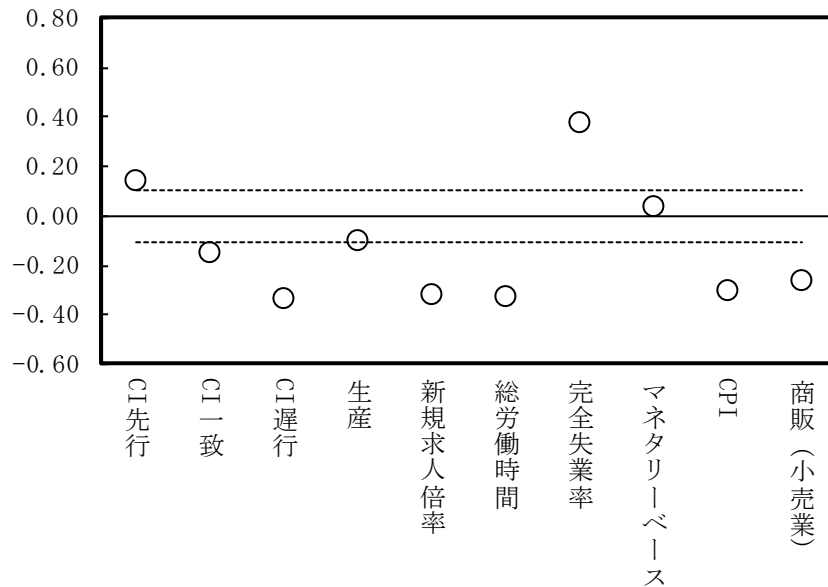 0.80
0.60
0.40
0.20
0.00
-0.20
-0.40
-0.60
CI先行
CI一致
CI遅行
生産
新規求人倍率
総労働時間
完全失業率
マネタリーベース
CPI
商販(小売業)